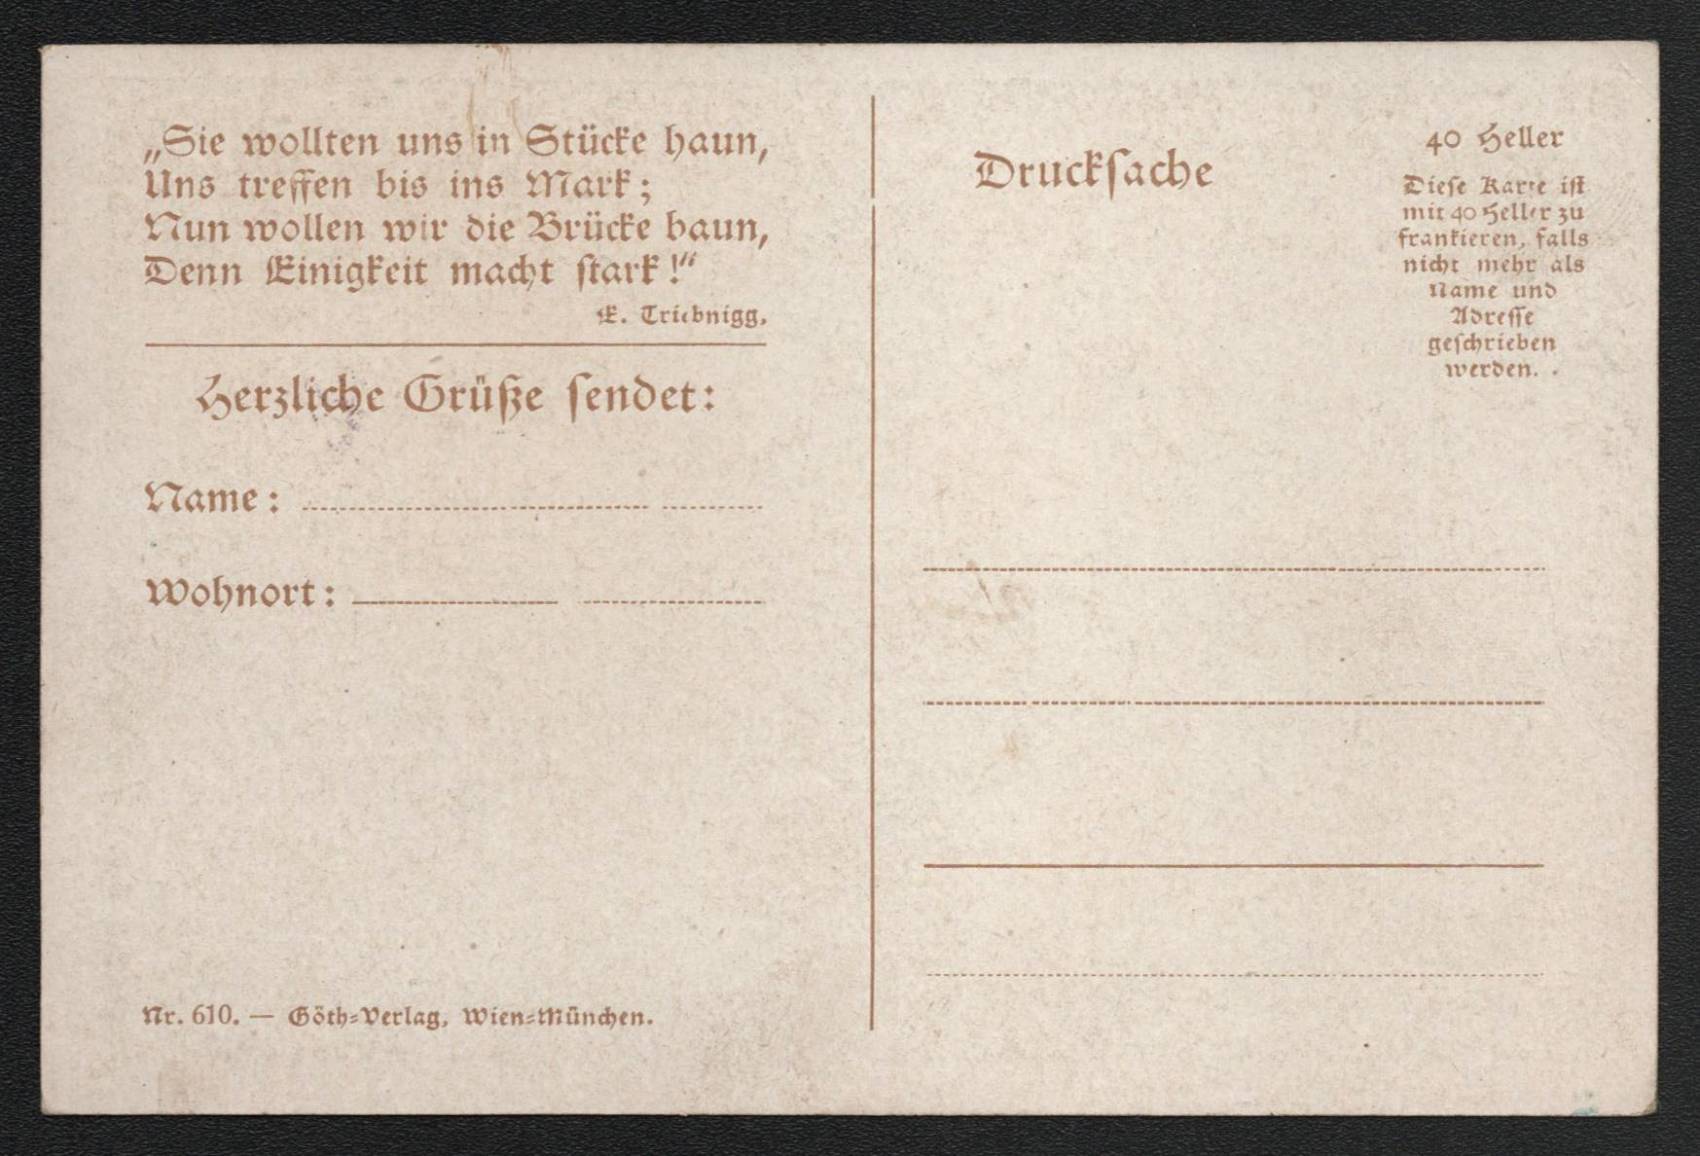 „Sie wollten uns in Stücke haun,
Uns treffen bis ins Mark;
Nun wollen wir die Brücke baun,
Denn Einigkeit macht stark!“
E. Triebnigg.
Herzliche Grüße sendet:
Name:
Wohnort:
Nr. 610. — Göth-Verlag, Wien-München.
Drucksache
40 Heller
Diese Karte ist
mit 40 Heller zu
frankieren, falls
nicht mehr als
Name und
Adresse
geschrieben
werden.